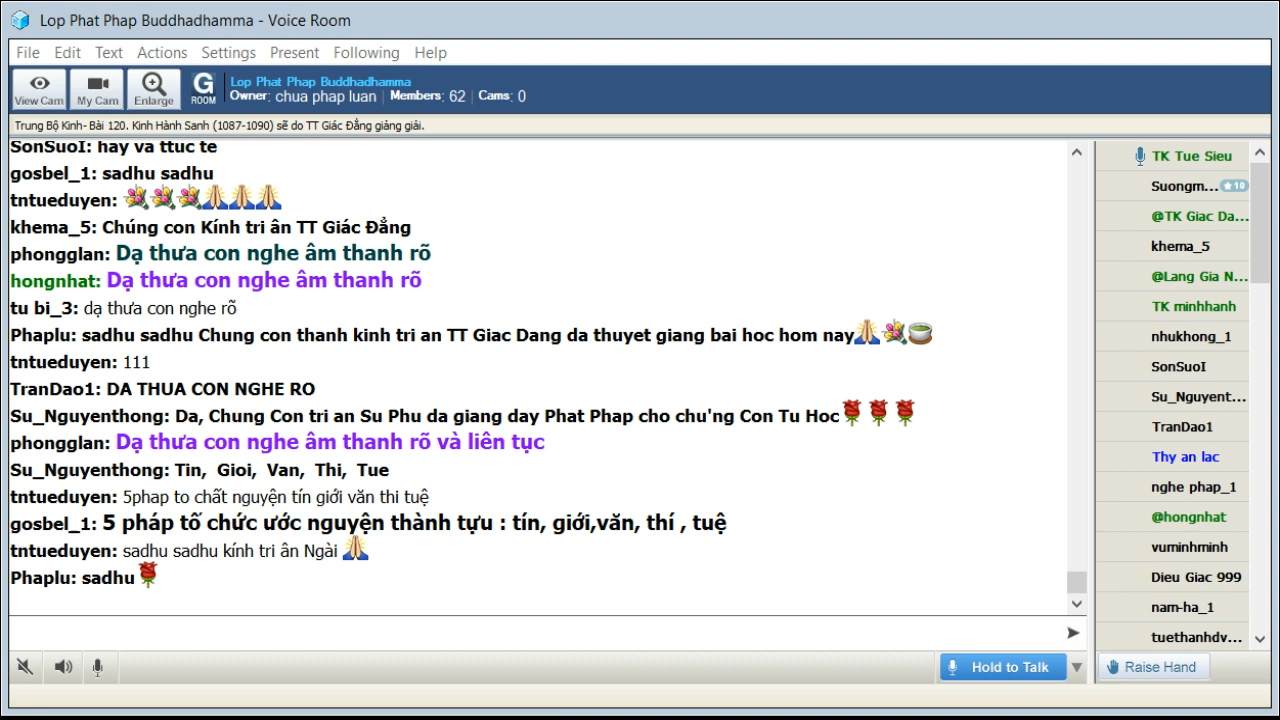 Lop Phat Phap Buddhadhamma - Voice Room
File Edit Text Actions Settings Present Following Help
View Cam My Cam Enlarge G ROOM
Lop Phat Phap Buddhadhamma
Owner: chua phap luan | Members: 62 | Cams: 0
Trung Bộ Kinh- Bài 120. Kinh Hành Sanh (1087-1090) sẽ do TT Giác Đẳng giảng giải.
SonSuoI: hay va ttuc te
gosbel_1: sadhu sadhu
tntueduyen:
khema_5: Chúng con Kính tri ân TT Giác Đẳng
phongglan: Dạ thưa con nghe âm thanh rõ
hongnhat: Dạ thưa con nghe âm thanh rõ
tu bi_3: dạ thưa con nghe rõ
Phaplu: sadhu sadhu Chung con thanh kinh tri an TT Giac Dang da thuyet giang bai hoc hom nay
tntueduyen: 111
TranDao1: DA THUA CON NGHE RO
Su_Nguyenthong: Da, Chung Con tri an Su Phu da giang day Phat Phap cho chu'ng Con Tu Hoc
phongglan: Dạ thưa con nghe âm thanh rõ và liên tục
Su_Nguyenthong: Tin, Gioi, Van, Thi, Tue
tntueduyen: 5phap to chất nguyện tín giới văn thi tuệ
gosbel_1: 5 pháp tổ chức ước nguyện thành tựu : tín, giới,văn, thí , tuệ
tntueduyen: sadhu sadhu kính tri ân Ngài
Phaplu: sadhu
TK Tue Sieu
Suongm... 10
@TK Giac Da...
khema_5
@Lang Gia N...
TK minhhanh
nhukhong_1
SonSuoI
Su_Nguyent...
TranDao1
Thy an lac
nghe phap_1
@hongnhat
vuminhminh
Dieu Giac 999
nam-ha_1
tuethanhdv...
Hold to Talk
Raise Hand